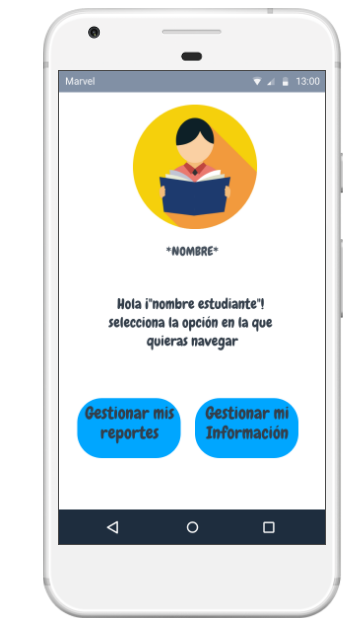 Marvel 13:00
*NOMBRE*
Hola ¡"nombre estudiante"!
selecciona la opción en la que
quieras navegar
Gestionar mis
reportes
Gestionar mi
Información